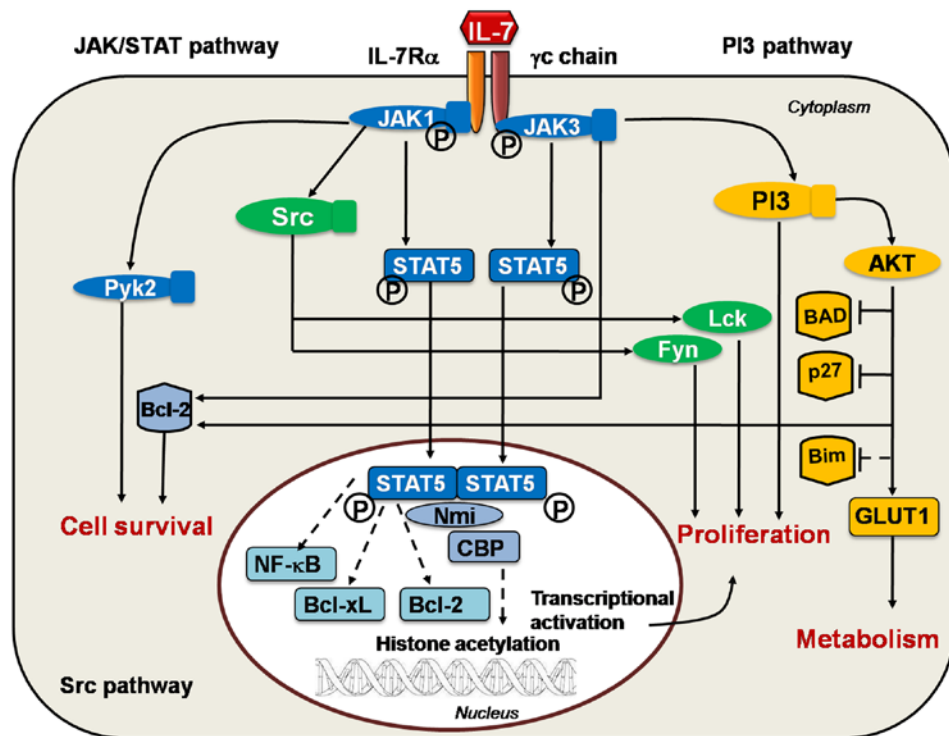 IL-7
JAK/STAT pathway
PI3 pathway
IL-7Rα
γc chain
Cytoplasm
JAK1
P
P
JAK3
PI3
Src
AKT
STAT5
P
STAT5
P
Pyk2
BAD
Lck
Fyn
p27
Bcl-2
Bim
STAT5
STAT5
P
P
Nmi
GLUT1
Cell survival
Proliferation
CBP
NF-κB
Bcl-xL
Bcl-2
Transcriptional
activation
Histone acetylation
Metabolism
Src pathway
Nucleus